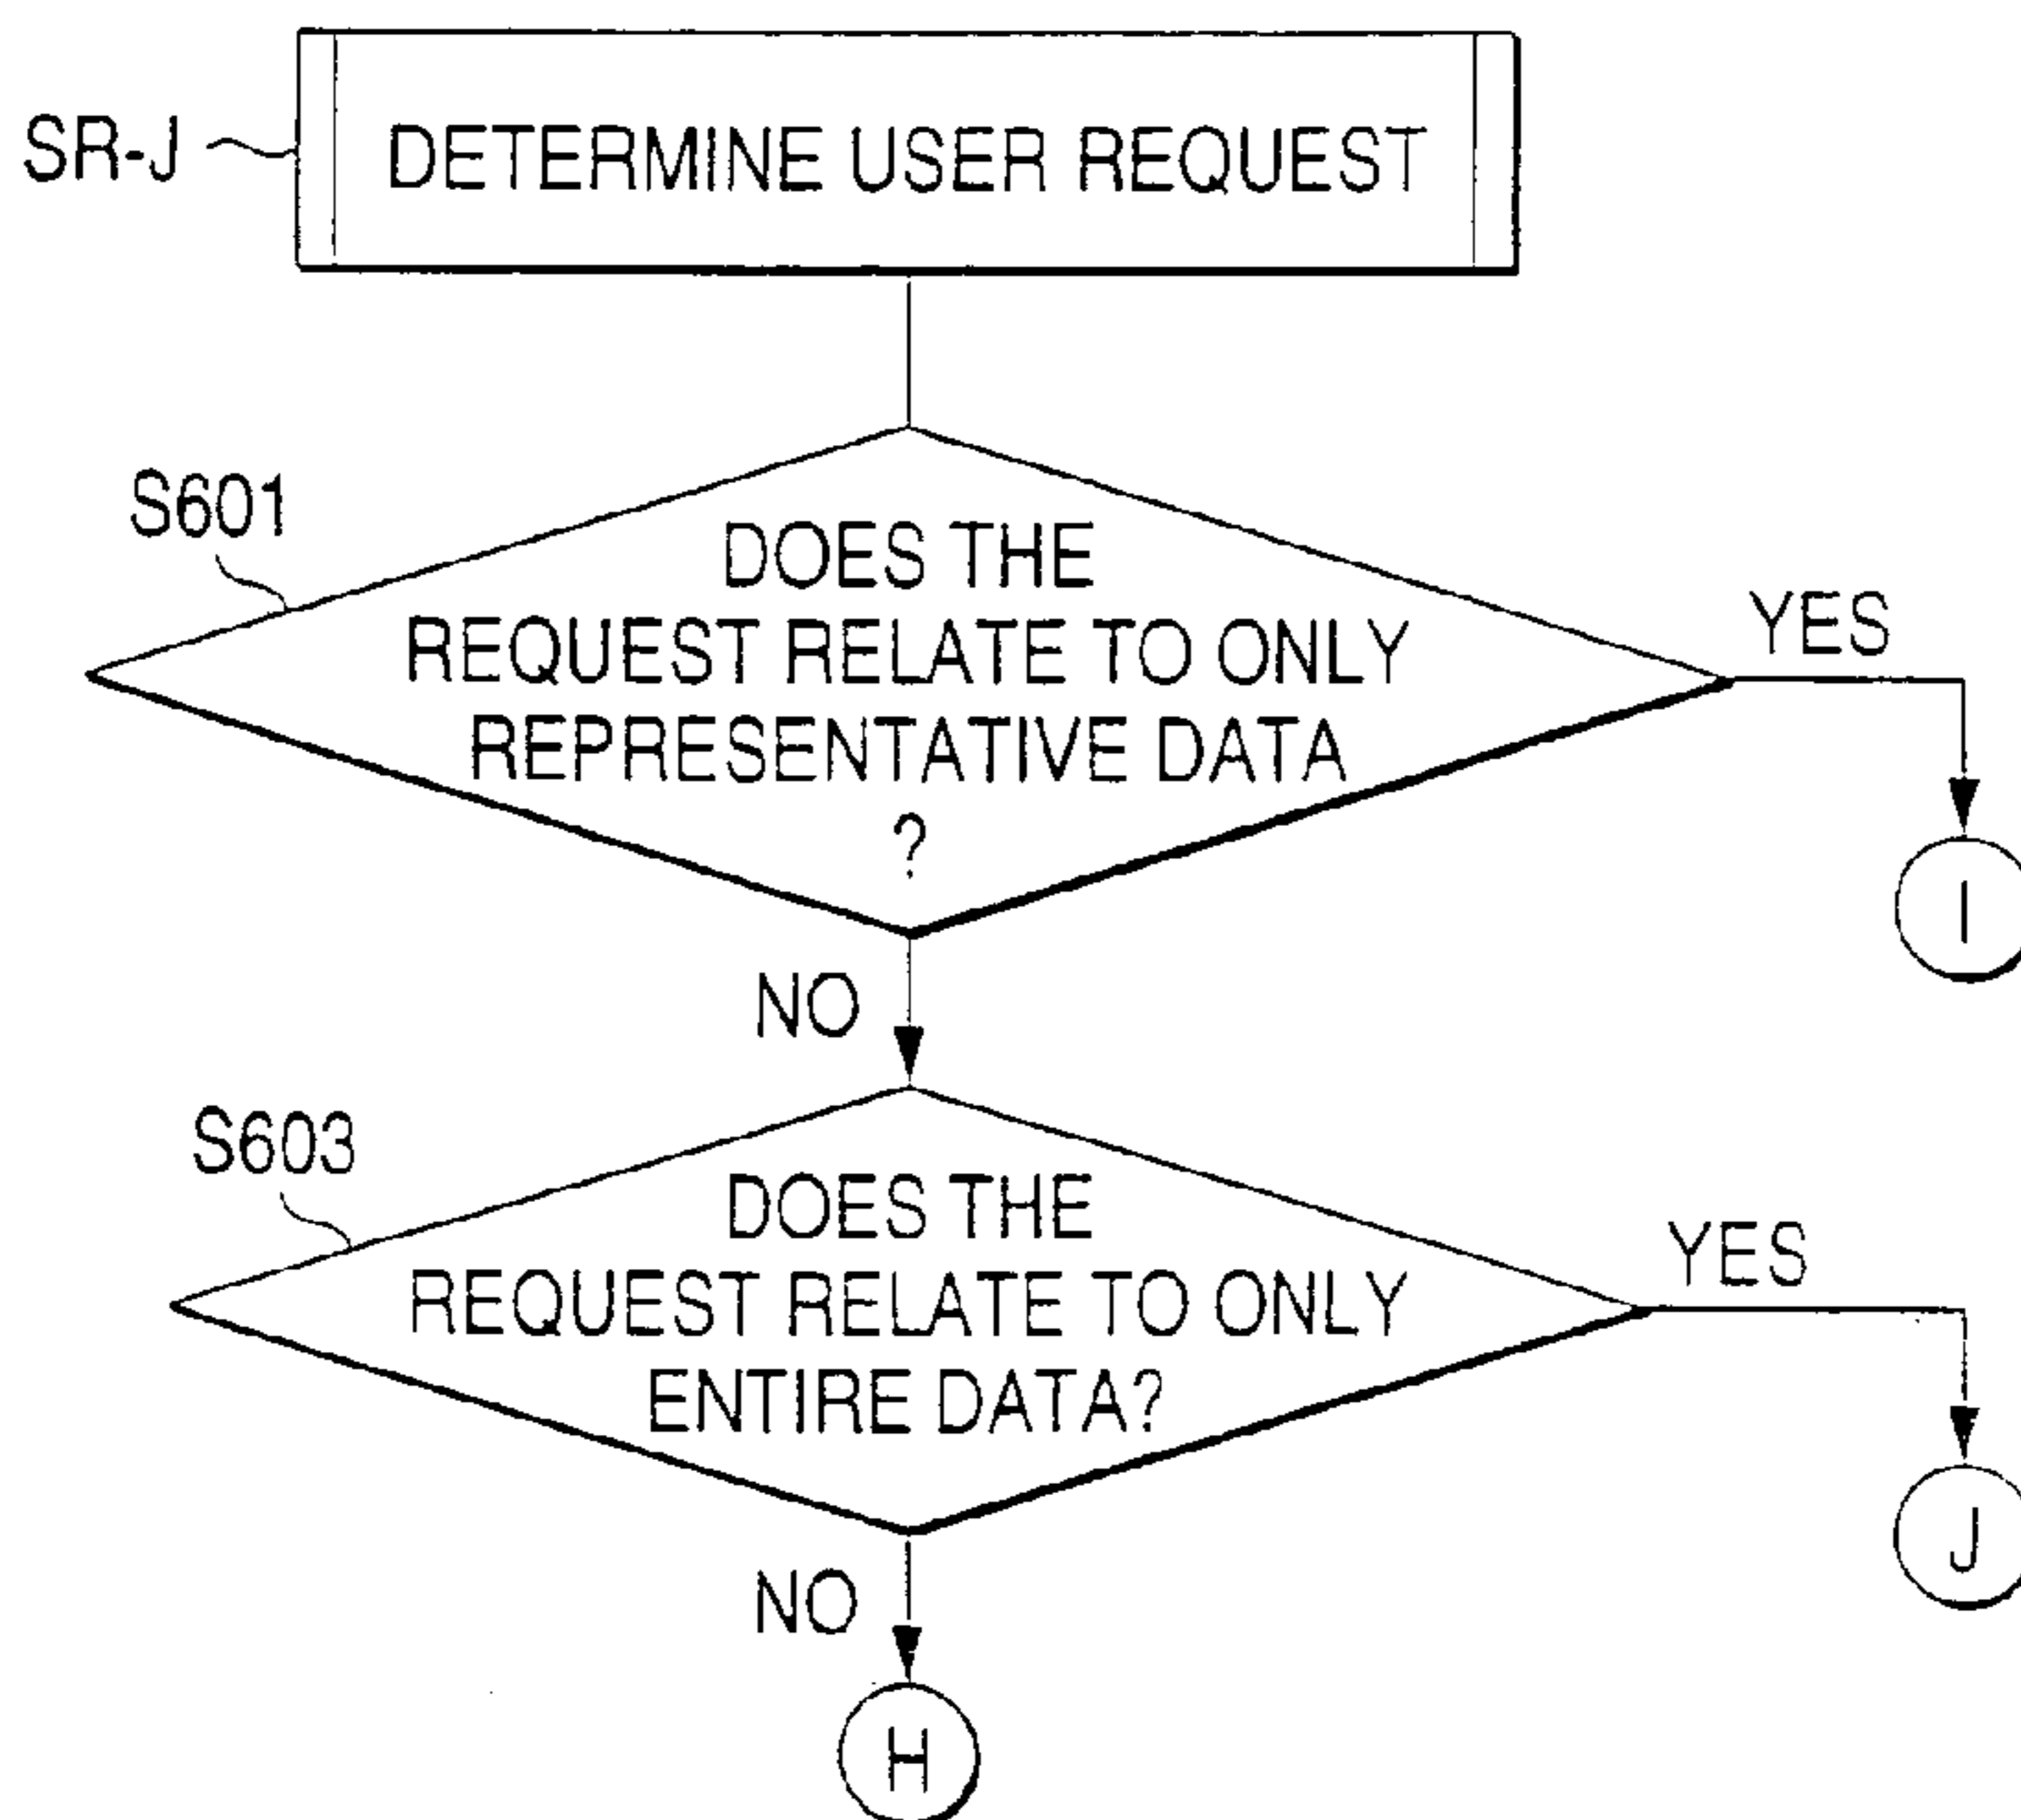 SR-J
DETERMINE USER REQUEST
S601
DOES THE
REQUEST RELATE TO ONLY
REPRESENTATIVE DATA
?
YES
I
NO
S603
DOES THE
REQUEST RELATE TO ONLY
ENTIRE DATA?
YES
J
NO
H